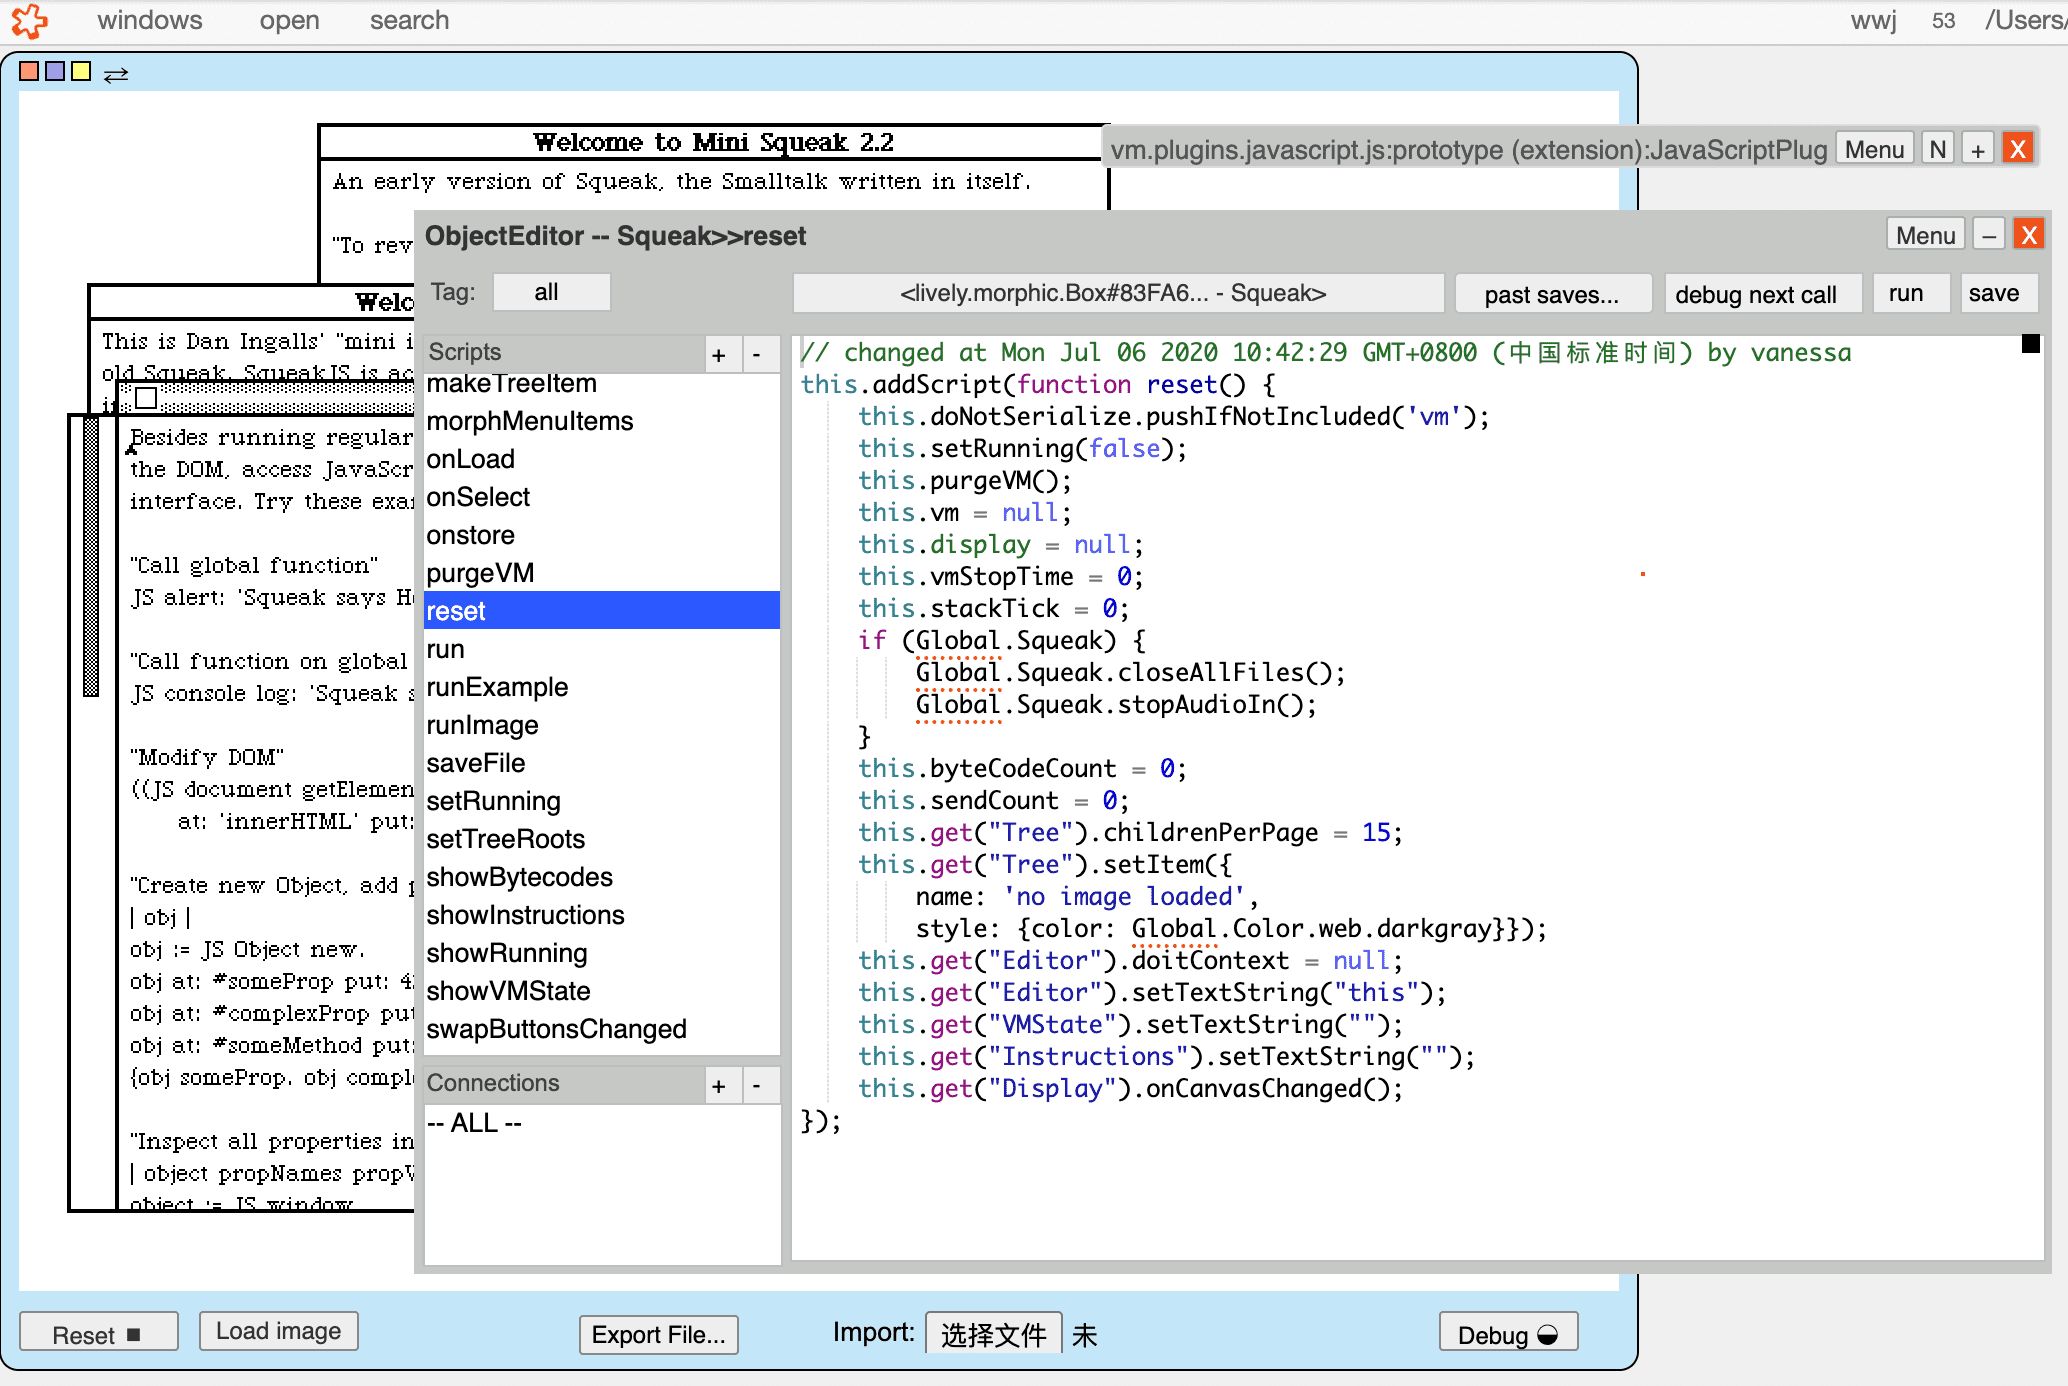 windows open search wwj 53 /Users/
Welcome to Mini Squeak 2.2
An early version of Squeak, the Smalltalk written in itself.
"To rev
vm.plugins.javascript.js:prototype (extension):JavaScriptPlug Menu N + X
Welc
This is Dan Ingalls' "mini i
old Squeak. SqueakJS is ac
Besides running regular
the DOM, access JavaScr
interface. Try these exa
"Call global function"
JS alert: 'Squeak says H
"Call function on global
JS console log: 'Squeak s
"Modify DOM"
((JS document getElemen
at: 'innerHTML' put:
"Create new Object, add p
| obj |
obj := JS Object new.
obj at: #someProp put: 4
obj at: #complexProp put
obj at: #someMethod put:
{obj someProp. obj comple
"Inspect all properties in
| object propNames propV
object := JS window.
ObjectEditor -- Squeak>>reset Menu – X
Tag: all <lively.morphic.Box#83FA6... - Squeak> past saves... debug next call run save
Scripts + -
makeTreeItem
morphMenuItems
onLoad
onSelect
onstore
purgeVM
reset
run
runExample
runImage
saveFile
setRunning
setTreeRoots
showBytecodes
showInstructions
showRunning
showVMState
swapButtonsChanged
Connections + -
-- ALL --
// changed at Mon Jul 06 2020 10:42:29 GMT+0800 (中国标准时间) by vanessa
this.addScript(function reset() {
this.doNotSerialize.pushIfNotIncluded('vm');
this.setRunning(false);
this.purgeVM();
this.vm = null;
this.display = null;
this.vmStopTime = 0;
this.stackTick = 0;
if (Global.Squeak) {
Global.Squeak.closeAllFiles();
Global.Squeak.stopAudioIn();
}
this.byteCodeCount = 0;
this.sendCount = 0;
this.get("Tree").childrenPerPage = 15;
this.get("Tree").setItem({
name: 'no image loaded',
style: {color: Global.Color.web.darkgray}});
this.get("Editor").doitContext = null;
this.get("Editor").setTextString("this");
this.get("VMState").setTextString("");
this.get("Instructions").setTextString("");
this.get("Display").onCanvasChanged();
});
Reset Load image Export File... Import: 选择文件 未 Debug